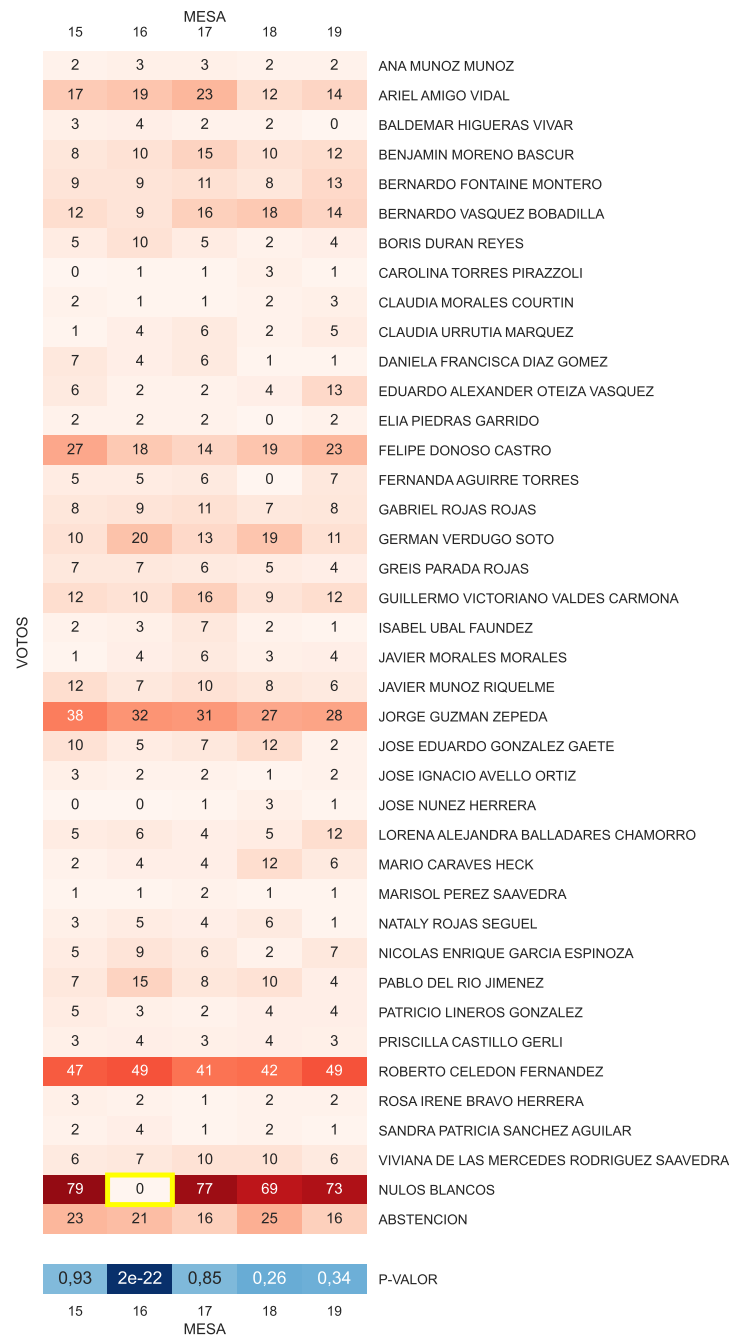 MESA
15 16 17 18 19
2 3 3 2 2 ANA MUNOZ MUNOZ
17 19 23 12 14 ARIEL AMIGO VIDAL
3 4 2 2 0 BALDEMAR HIGUERAS VIVAR
8 10 15 10 12 BENJAMIN MORENO BASCUR
9 9 11 8 13 BERNARDO FONTAINE MONTERO
12 9 16 18 14 BERNARDO VASQUEZ BOBADILLA
5 10 5 2 4 BORIS DURAN REYES
0 1 1 3 1 CAROLINA TORRES PIRAZZOLI
2 1 1 2 3 CLAUDIA MORALES COURTIN
1 4 6 2 5 CLAUDIA URRUTIA MARQUEZ
7 4 6 1 1 DANIELA FRANCISCA DIAZ GOMEZ
6 2 2 4 13 EDUARDO ALEXANDER OTEIZA VASQUEZ
2 2 2 0 2 ELIA PIEDRAS GARRIDO
27 18 14 19 23 FELIPE DONOSO CASTRO
5 5 6 0 7 FERNANDA AGUIRRE TORRES
8 9 11 7 8 GABRIEL ROJAS ROJAS
10 20 13 19 11 GERMAN VERDUGO SOTO
7 7 6 5 4 GREIS PARADA ROJAS
12 10 16 9 12 GUILLERMO VICTORIANO VALDES CARMONA
2 3 7 2 1 ISABEL UBAL FAUNDEZ
VOTOS
1 4 6 3 4 JAVIER MORALES MORALES
12 7 10 8 6 JAVIER MUNOZ RIQUELME
38 32 31 27 28 JORGE GUZMAN ZEPEDA
10 5 7 12 2 JOSE EDUARDO GONZALEZ GAETE
3 2 2 1 2 JOSE IGNACIO AVELLO ORTIZ
0 0 1 3 1 JOSE NUNEZ HERRERA
5 6 4 5 12 LORENA ALEJANDRA BALLADARES CHAMORRO
2 4 4 12 6 MARIO CARAVES HECK
1 1 2 1 1 MARISOL PEREZ SAAVEDRA
3 5 4 6 1 NATALY ROJAS SEGUEL
5 9 6 2 7 NICOLAS ENRIQUE GARCIA ESPINOZA
7 15 8 10 4 PABLO DEL RIO JIMENEZ
5 3 2 4 4 PATRICIO LINEROS GONZALEZ
3 4 3 4 3 PRISCILLA CASTILLO GERLI
47 49 41 42 49 ROBERTO CELEDON FERNANDEZ
3 2 1 2 2 ROSA IRENE BRAVO HERRERA
2 4 1 2 1 SANDRA PATRICIA SANCHEZ AGUILAR
6 7 10 10 6 VIVIANA DE LAS MERCEDES RODRIGUEZ SAAVEDRA
79 0 77 69 73 NULOS BLANCOS
23 21 16 25 16 ABSTENCION
0,93 2e-22 0,85 0,26 0,34 P-VALOR
15 16 17 18 19
MESA